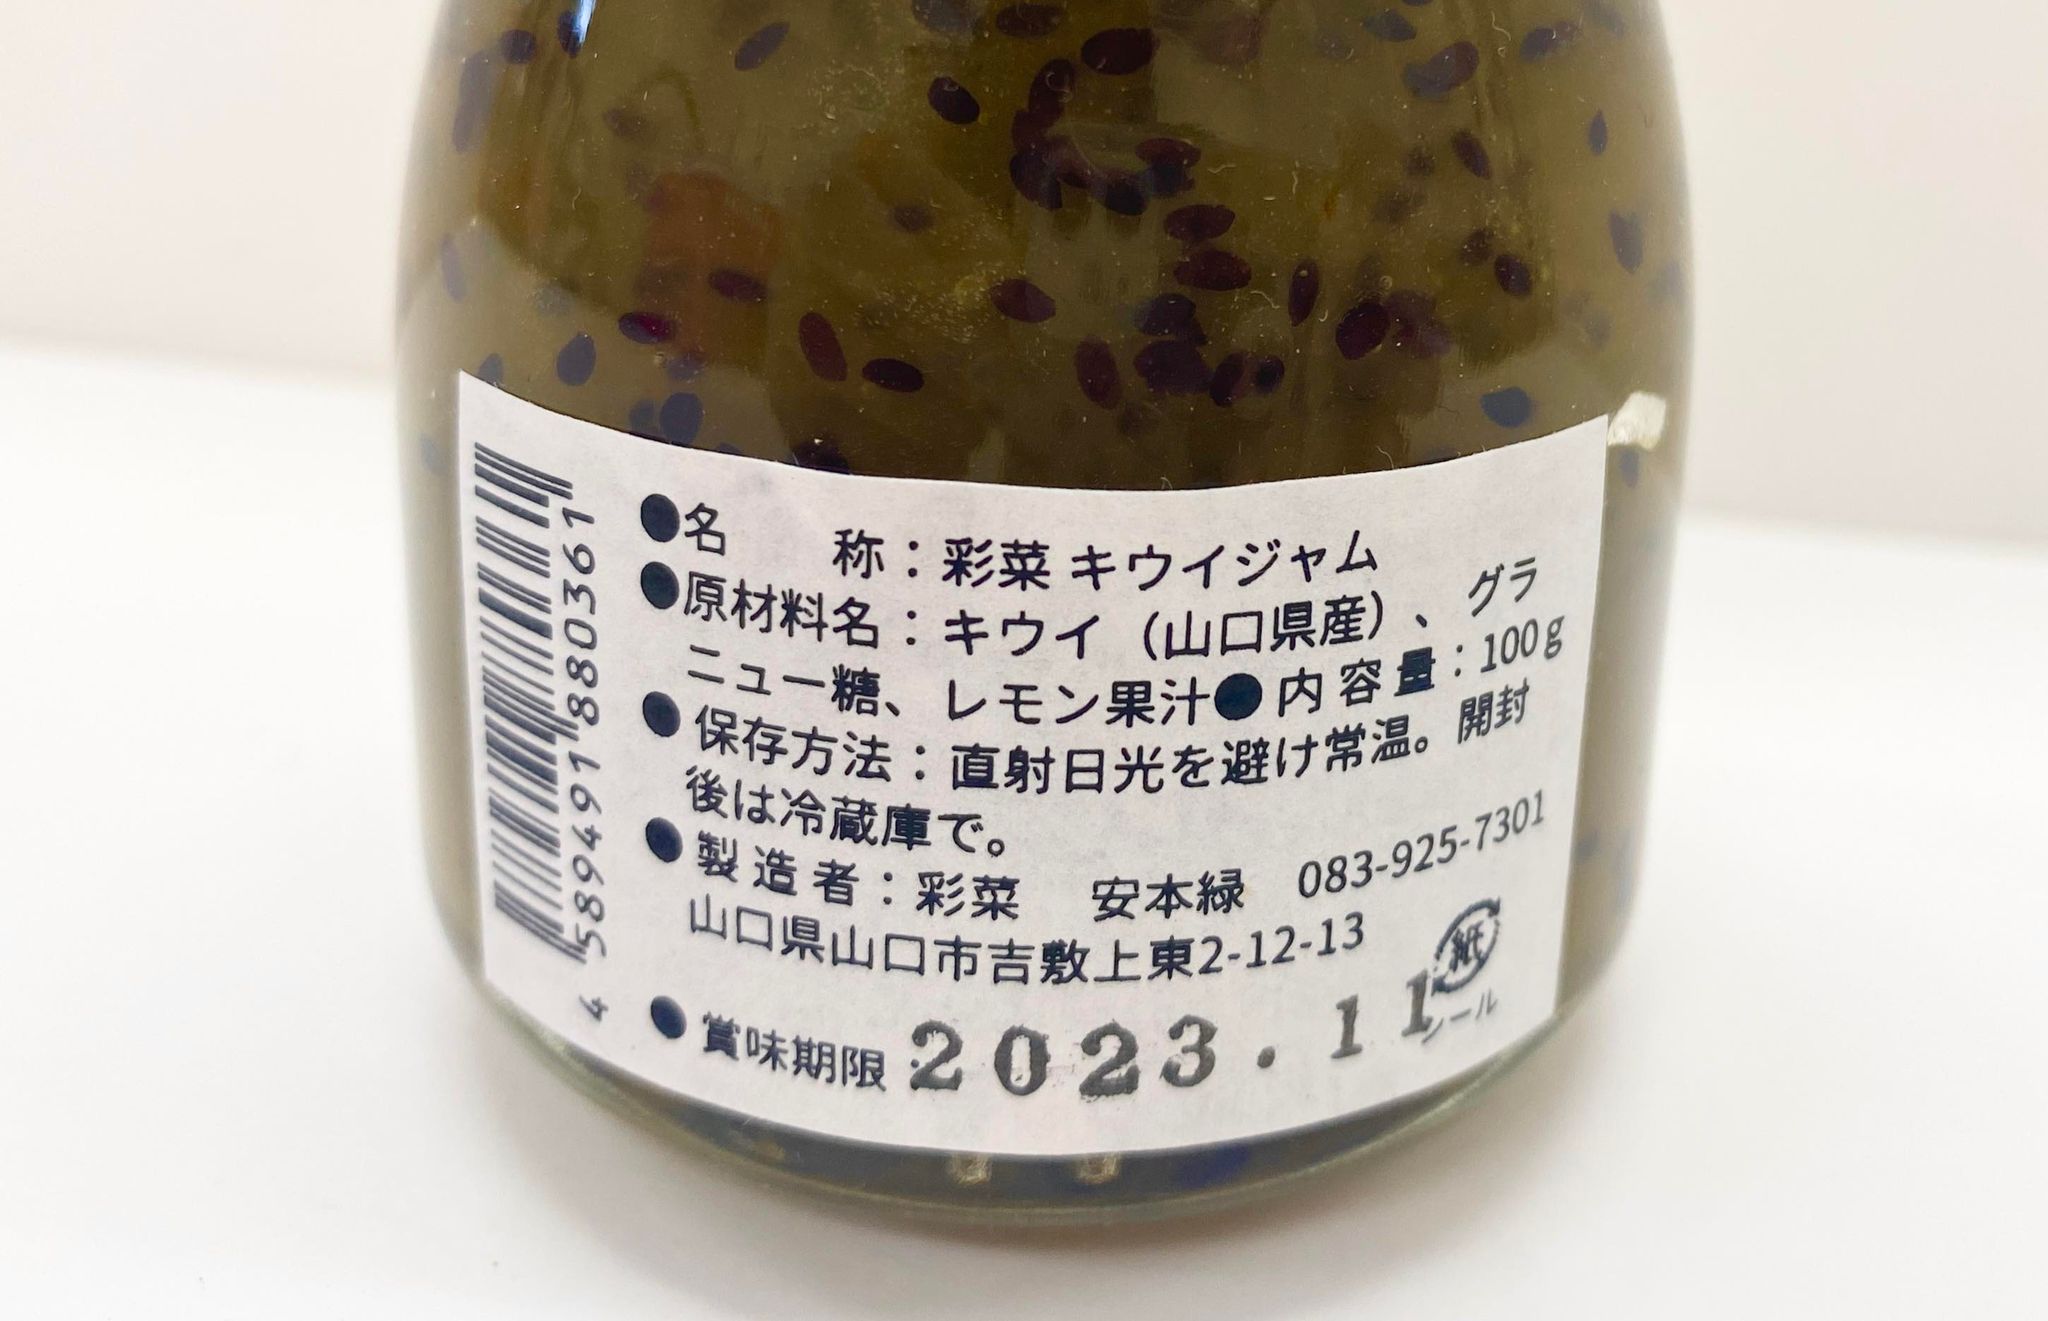 ●名　　称：彩菜 キウイジャム
●原材料名：キウイ（山口県産）、グラ
ニュー糖、レモン果汁●内容量：100g
●保存方法：直射日光を避け常温。開封
後は冷蔵庫で。
●製造者：彩菜　安本緑　083-925-7301
山口県山口市吉敷上東2-12-13
紙
シール
●賞味期限 2023.11
4 589491 880361